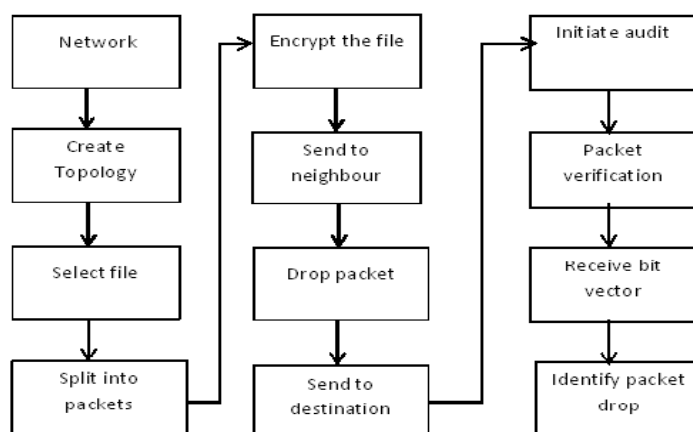 Network
Create
Topology
Select file
Split into
packets
Encrypt the file
Send to
neighbour
Drop packet
Send to
destination
Initiate audit
Packet
verification
Receive bit
vector
Identify packet
drop